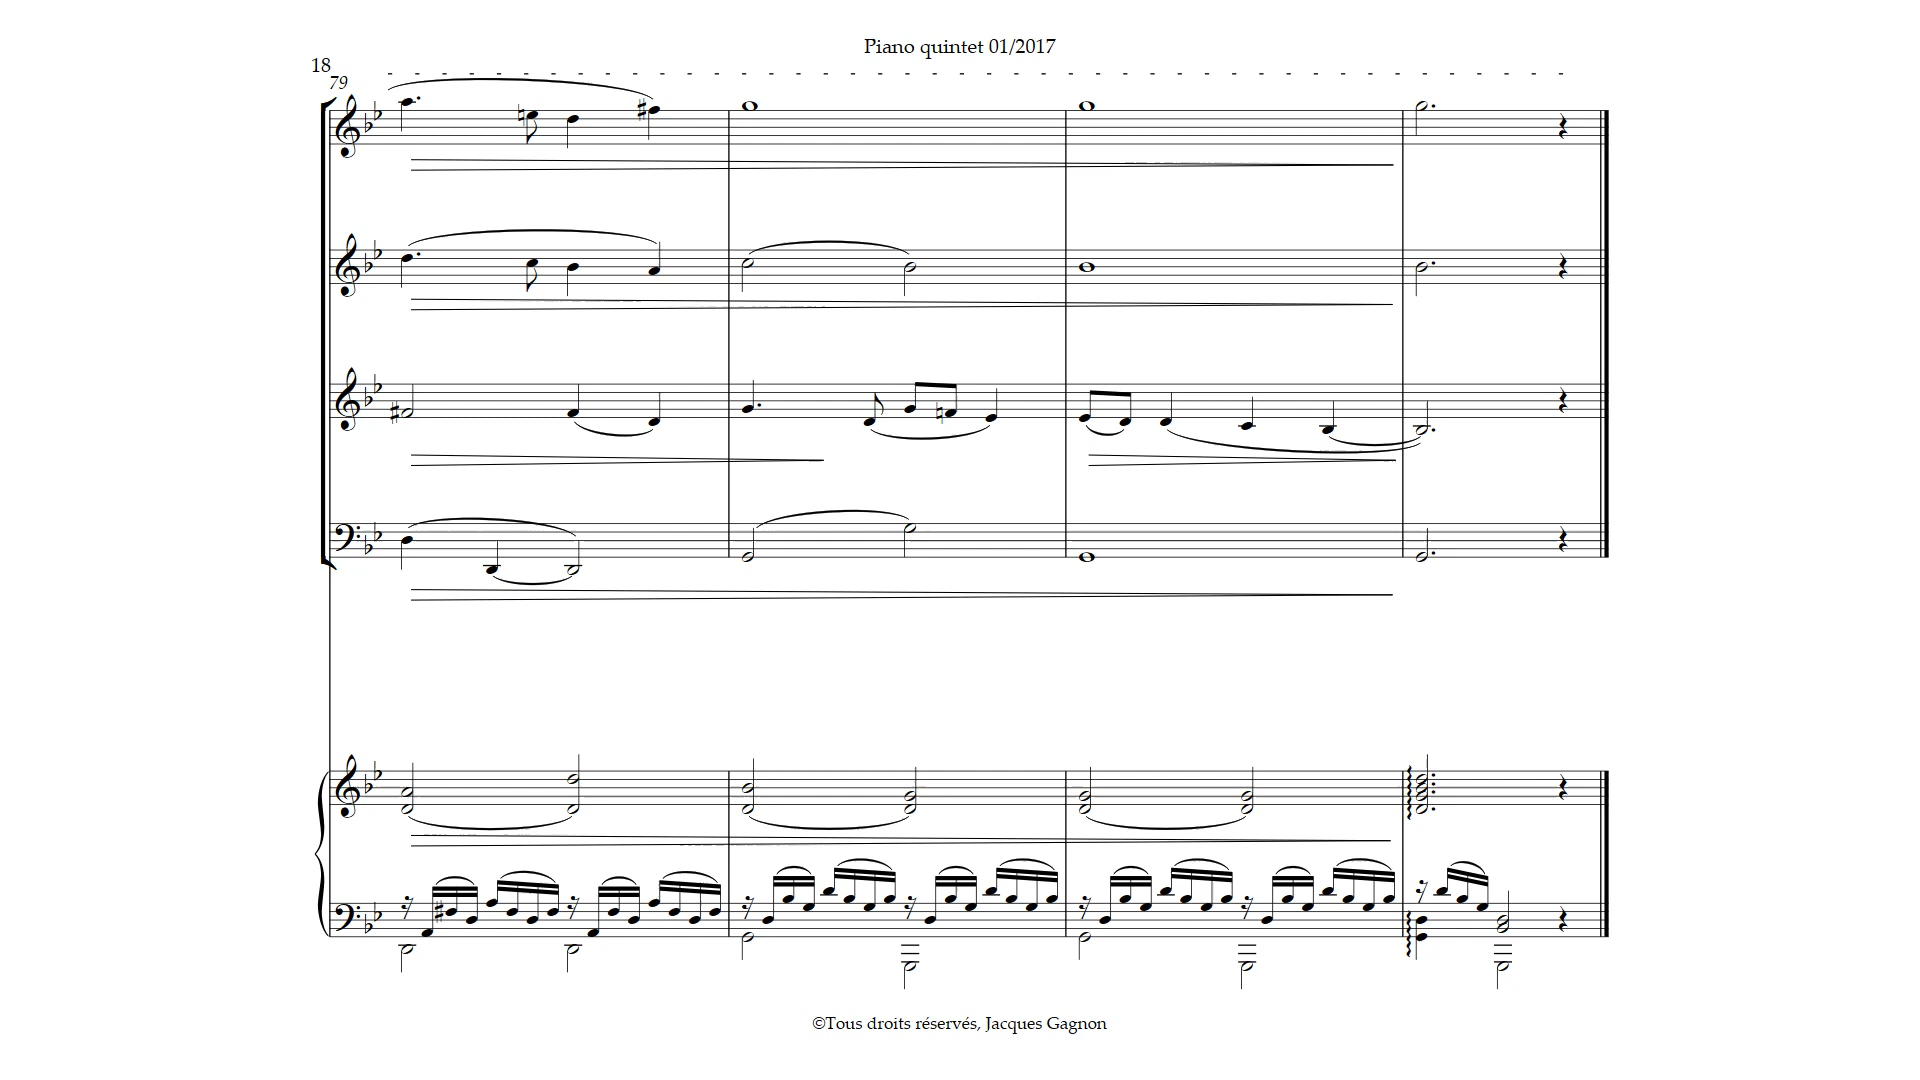 Piano quintet 01/2017
18
79
©Tous droits réservés, Jacques Gagnon